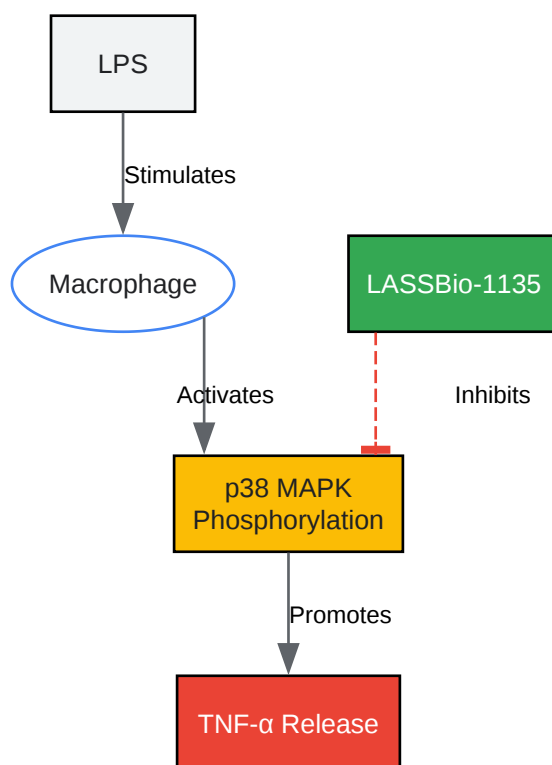 LPS
Stimulates
Macrophage
LASSBio-1135
Activates
Inhibits
p38 MAPK
Phosphorylation
Promotes
TNF-α Release